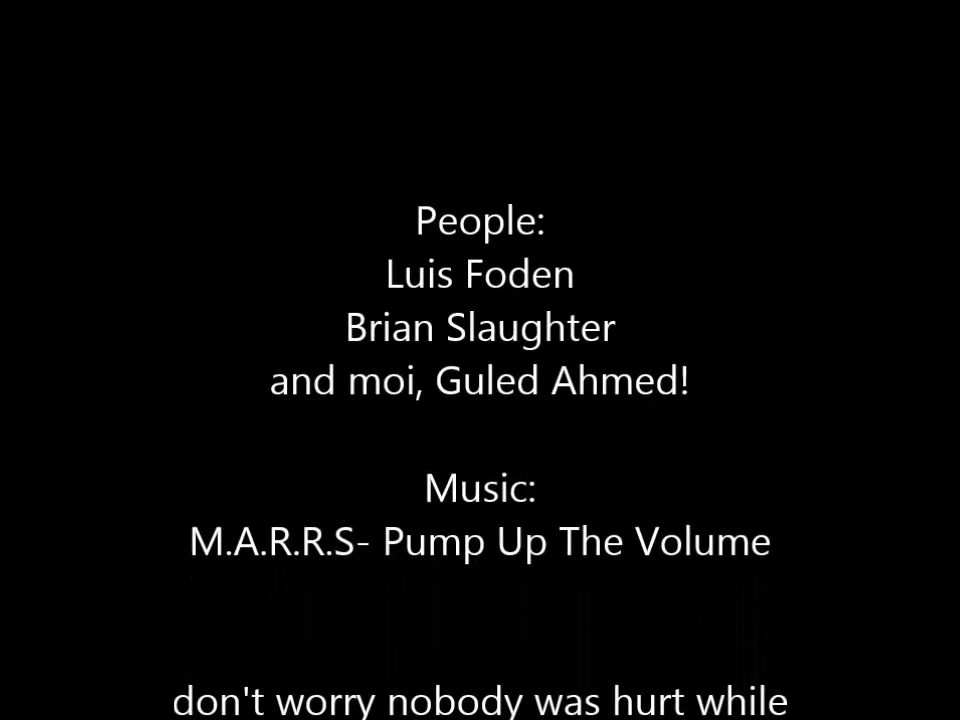 People:
Luis Foden
Brian Slaughter
and moi, Guled Ahmed!
Music:
M.A.R.R.S- Pump Up The Volume
don't worry nobody was hurt while